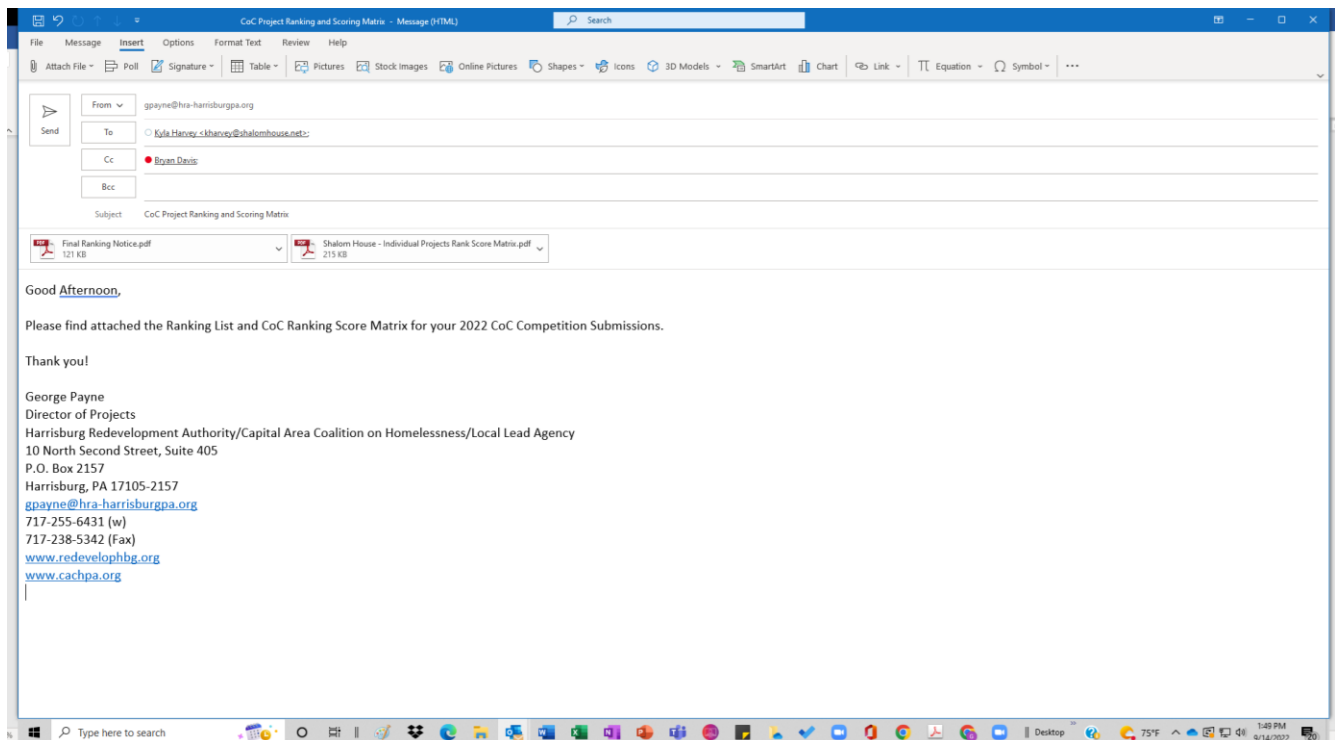 CoC Project Ranking and Scoring Matrix - Message (HTML)
Search
File Message Insert Options Format Text Review Help
Attach File Poll Signature Table Pictures Stock Images Online Pictures Shapes Icons 3D Models SmartArt Chart Link Equation Symbol
Send
From gpayne@hra-harrisburgpa.org
To Kyla Harvey <kharvey@shalomhouse.net>;
Cc Bryan Davis;
Bcc
Subject CoC Project Ranking and Scoring Matrix
Final Ranking Notice.pdf
121 KB
Shalom House - Individual Projects Rank Score Matrix.pdf
215 KB
Good Afternoon,
Please find attached the Ranking List and CoC Ranking Score Matrix for your 2022 CoC Competition Submissions.
Thank you!
George Payne
Director of Projects
Harrisburg Redevelopment Authority/Capital Area Coalition on Homelessness/Local Lead Agency
10 North Second Street, Suite 405
P.O. Box 2157
Harrisburg, PA 17105-2157
gpayne@hra-harrisburgpa.org
717-255-6431 (w)
717-238-5342 (Fax)
www.redevelophbg.org
www.cachpa.org
Type here to search
Desktop
75°F
1:49 PM
9/14/2022
20